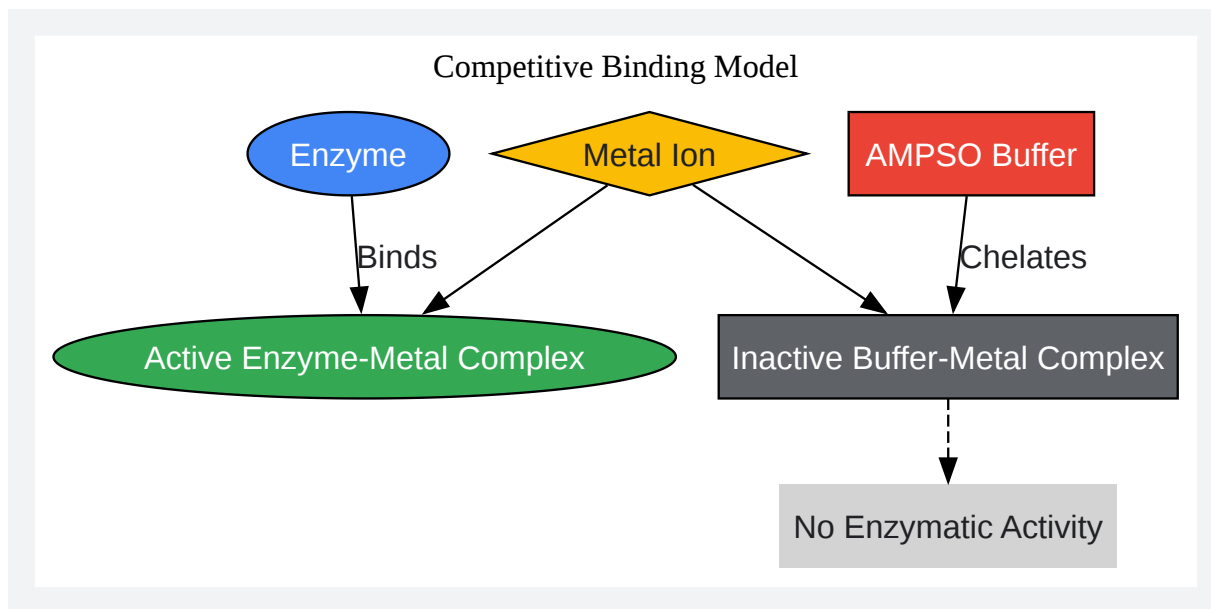 Competitive Binding Model
Enzyme
Metal Ion
AMPSO Buffer
Binds
Chelates
Active Enzyme-Metal Complex
Inactive Buffer-Metal Complex
No Enzymatic Activity